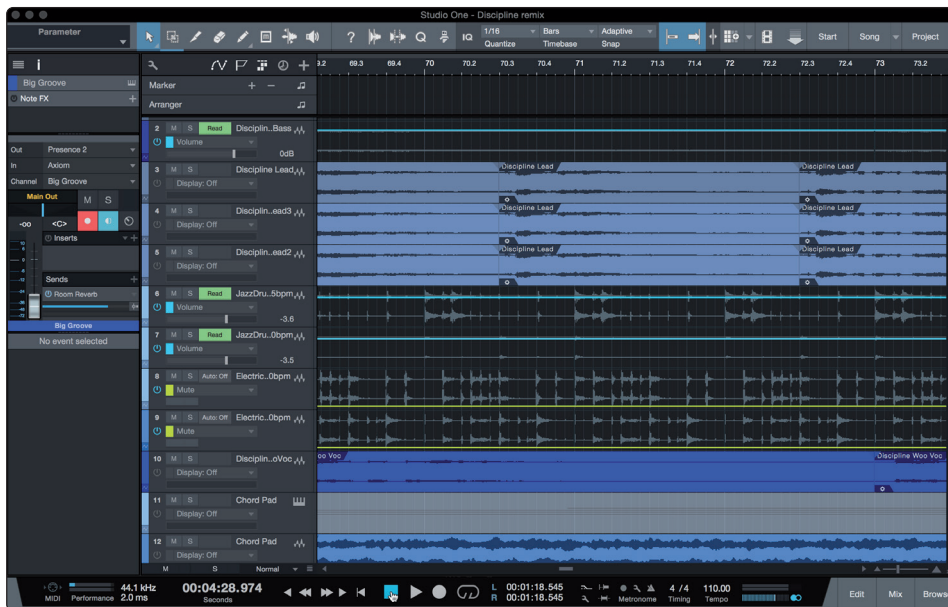 Studio One - Discipline remix
Parameter
1/16 Bars Adaptive
IQ Quantize Timebase Snap
Start Song Project
9.2 69.3 69.4 70 70.2 70.3 70.4 71 71.2 71.3 71.4 72 72.2 72.3 72.4 73 73.2
Big Groove
Note FX
Marker
Arranger
Out Presence 2
In Axiom
Channel Big Groove
Main Out M S
-oo <C>
Inserts
Sends
Room Reverb
Big Groove
No event selected
2 M S Read Disciplin..Bass
Volume
0dB
3 M S Discipline Lead
Display: Off
Discipline Lead Discipline Lead
4 M S Disciplin..ead3
Display: Off
Discipline Lead Discipline Lead
5 M S Disciplin..ead2
Display: Off
Discipline Lead Discipline Lead
6 M S Read JazzDru..5bpm
Volume
-3.6
7 M S Read JazzDru..0bpm
Volume
-3.5
8 M S Auto: Off Electric..0bpm
Mute
9 M S Auto: Off Electric..0bpm
Mute
10 M S Disciplin..oVoc
Display: Off
oo Voc Discipline Woo Voc
11 M S Chord Pad
Display: Off
12 M S Chord Pad
Display: Off
M S Normal
44.1 kHz
MIDI Performance 2.0 ms
00:04:28.974
Seconds
L 00:01:18.545
R 00:01:18.545
Metronome
4 / 4
Timing
110.00
Tempo
Edit Mix Brows